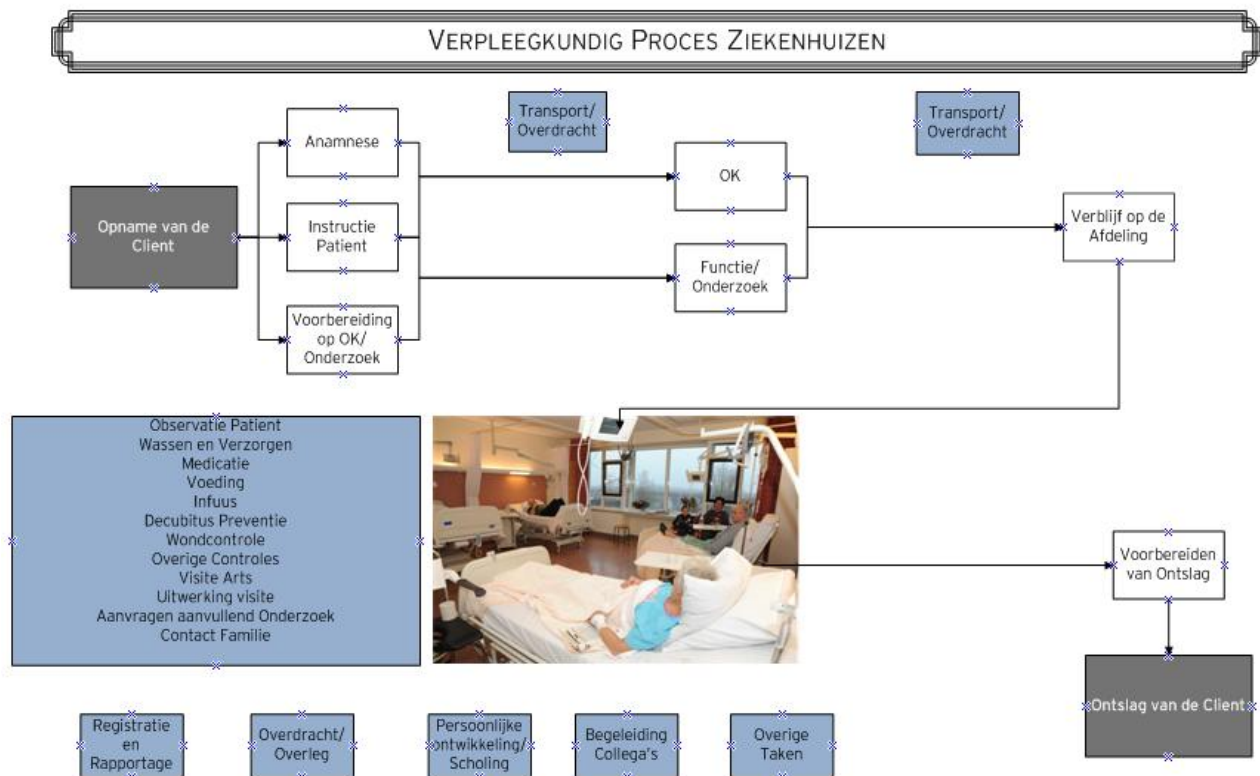 VERPLEEGKUNDIG PROCES ZIEKENHUIZEN
Transport/
Overdracht
Transport/
Overdracht
Anamnese
OK
Opname van de
Client
Instructie
Patient
Verblijf op de
Afdeling
Functie/
Onderzoek
Voorbereiding
op OK/
Onderzoek
Observatie Patient
Wassen en Verzorgen
Medicatie
Voeding
Infuus
Decubitus Preventie
Wondcontrole
Overige Controles
Visite Arts
Uitwerking visite
Aanvragen aanvullend Onderzoek
Contact Familie
Voorbereiden
van Ontslag
Ontslag van de Client
Registratie
en
Rapportage
Overdracht/
Overleg
Persoonlijke
ontwikkeling/
Scholing
Begeleiding
Collega's
Overige
Taken